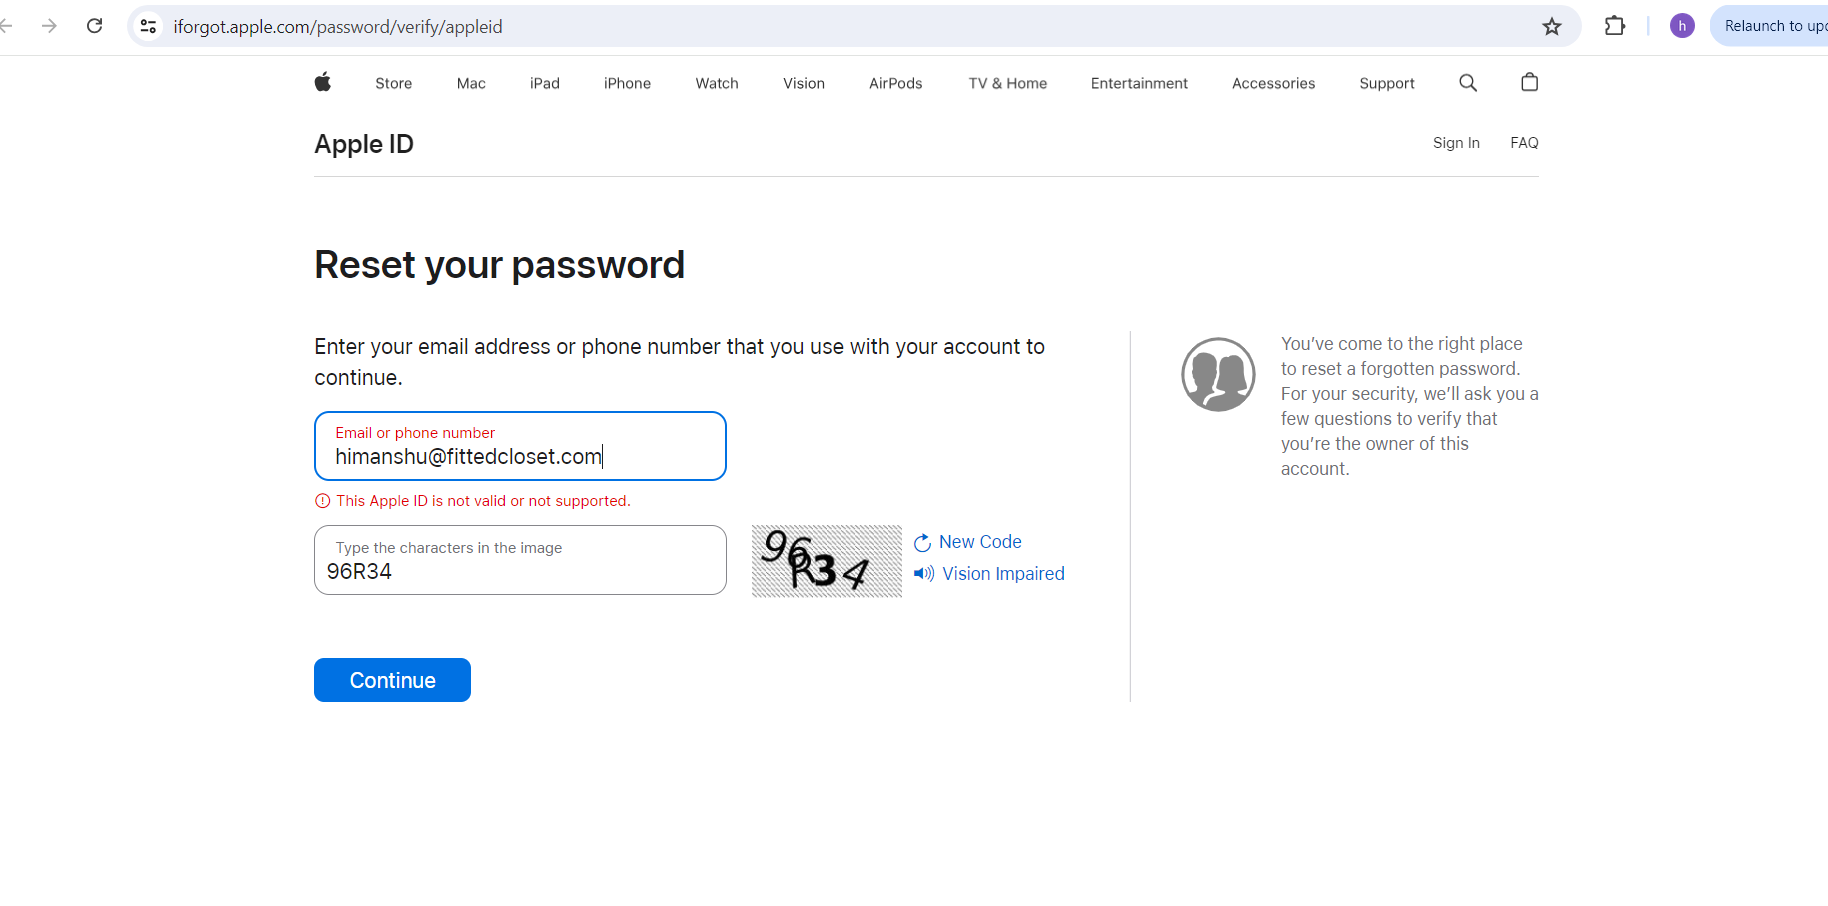 iforgot.apple.com/password/verify/appleid
h
Relaunch to upd
Store Mac iPad iPhone Watch Vision AirPods TV & Home Entertainment Accessories Support
Apple ID
Sign In FAQ
Reset your password
Enter your email address or phone number that you use with your account to
continue.
Email or phone number
himanshu@fittedcloset.com
This Apple ID is not valid or not supported.
Type the characters in the image
96R34
96R34
New Code
Vision Impaired
Continue
You’ve come to the right place
to reset a forgotten password.
For your security, we’ll ask you a
few questions to verify that
you’re the owner of this
account.